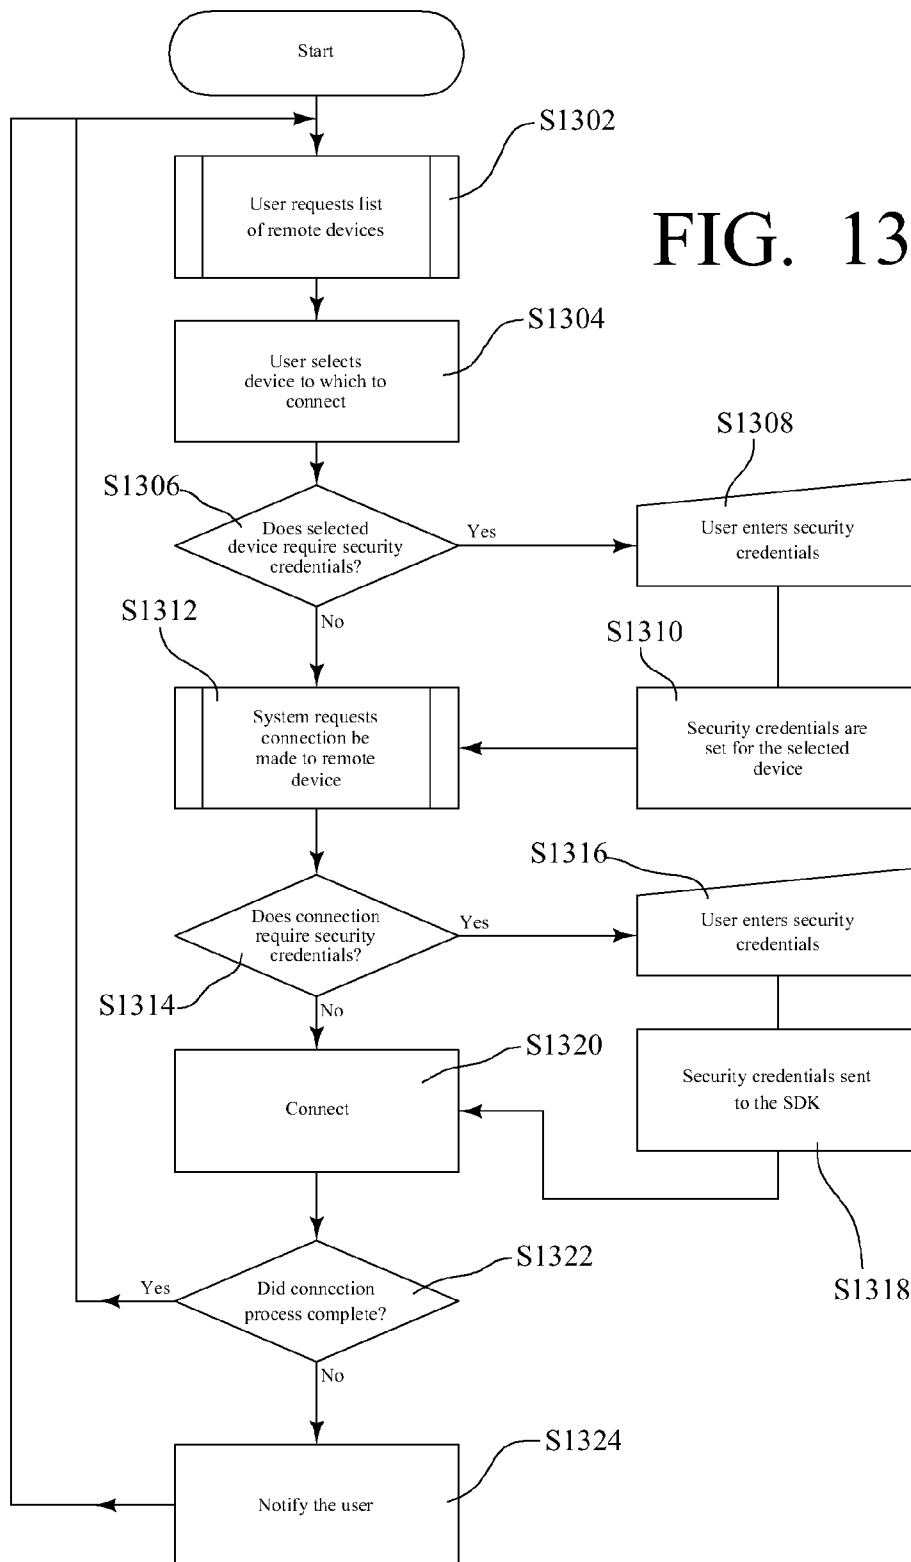 Start
S1302
User requests list
of remote devices
FIG. 13
S1304
User selects
device to which to
connect
S1308
S1306
Does selected
device require security
credentials?
Yes
User enters security
credentials
No
S1312
S1310
System requests
connection be
made to remote
device
Security credentials are
set for the selected
device
S1316
Does connection
require security
credentials?
Yes
User enters security
credentials
S1314
No
S1320
Connect
Security credentials sent
to the SDK
S1322
S1318
Yes
Did connection
process complete?
No
S1324
Notify the user